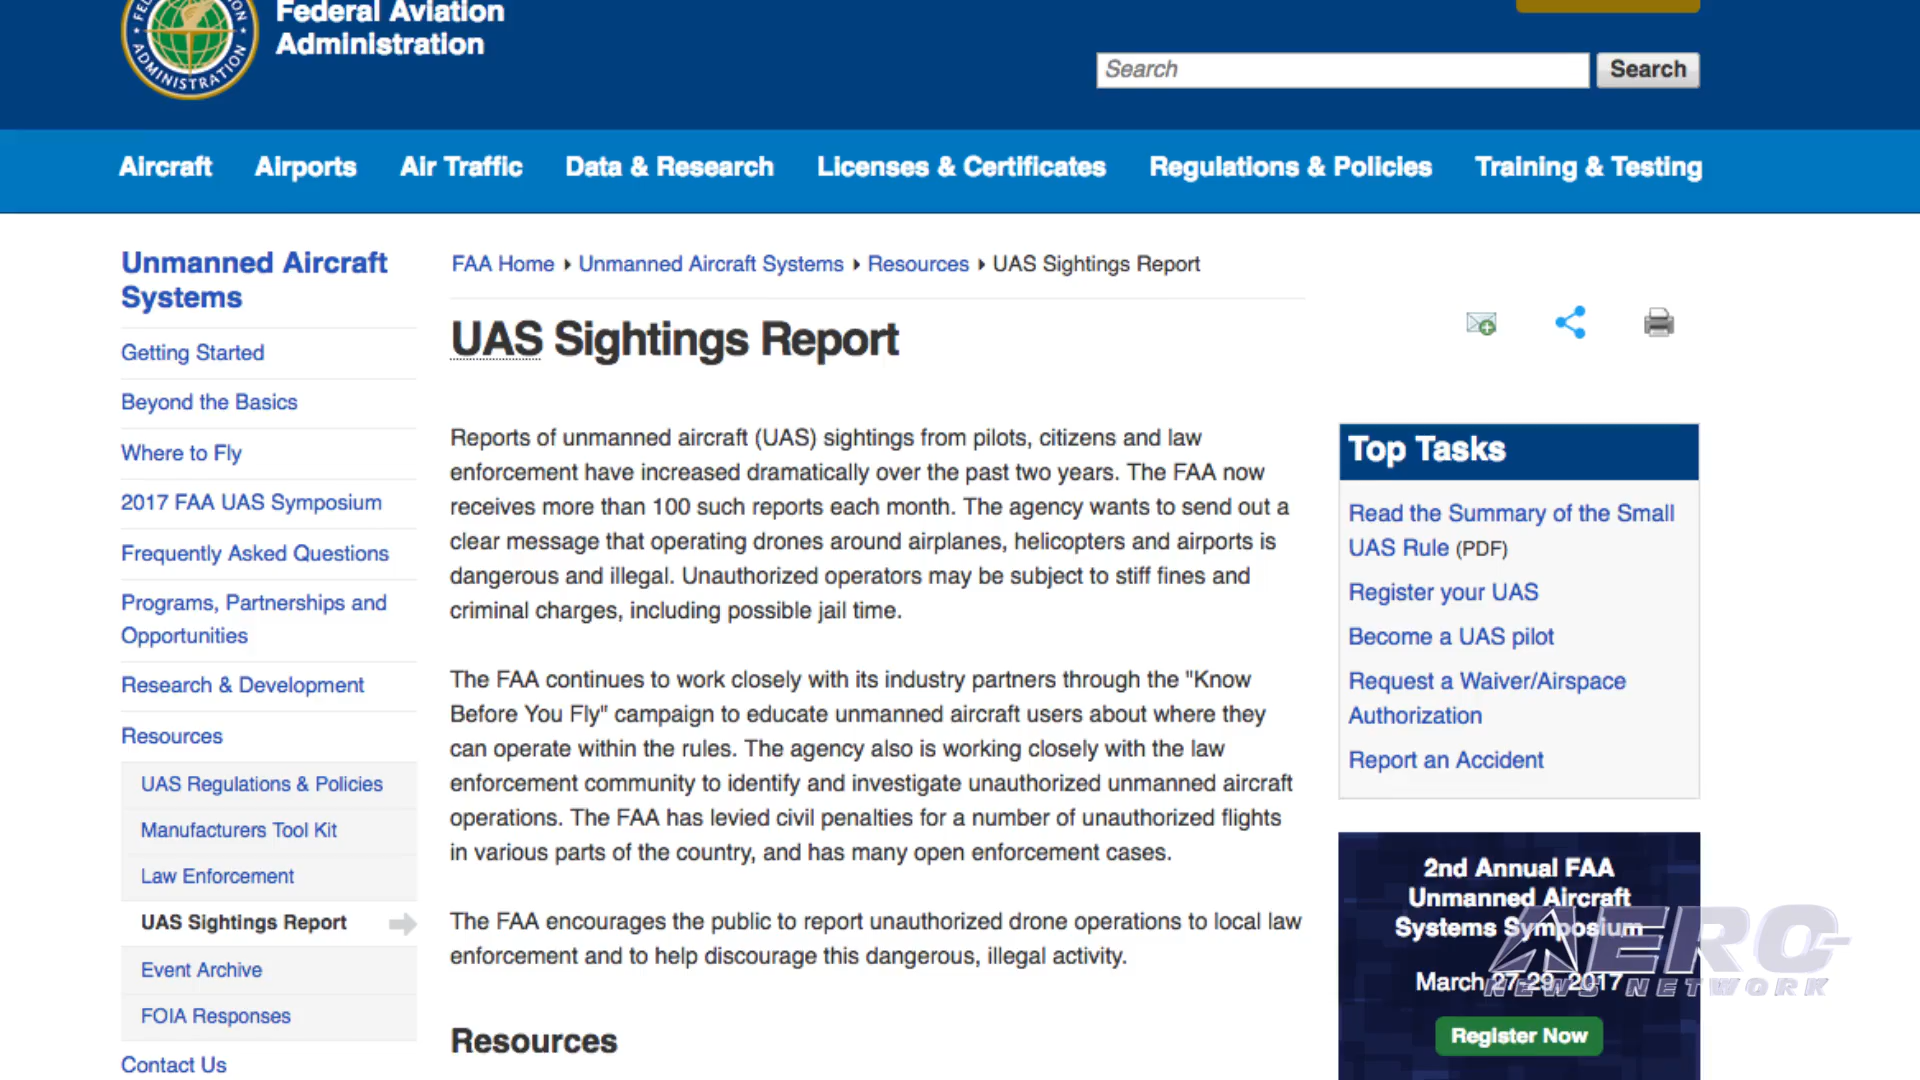 Federal Aviation
Administration
ADMINISTRATION
Search
Search
Aircraft
Airports
Air Traffic
Data & Research
Licenses & Certificates
Regulations & Policies
Training & Testing
Unmanned Aircraft
Systems
Getting Started
Beyond the Basics
Where to Fly
2017 FAA UAS Symposium
Frequently Asked Questions
Programs, Partnerships and
Opportunities
Research & Development
Resources
UAS Regulations & Policies
Manufacturers Tool Kit
Law Enforcement
UAS Sightings Report
Event Archive
FOIA Responses
Contact Us
FAA Home
Unmanned Aircraft Systems
Resources
UAS Sightings Report
UAS Sightings Report
Reports of unmanned aircraft (UAS) sightings from pilots, citizens and law
enforcement have increased dramatically over the past two years. The FAA now
receives more than 100 such reports each month. The agency wants to send out a
clear message that operating drones around airplanes, helicopters and airports is
dangerous and illegal. Unauthorized operators may be subject to stiff fines and
criminal charges, including possible jail time.
The FAA continues to work closely with its industry partners through the "Know
Before You Fly" campaign to educate unmanned aircraft users about where they
can operate within the rules. The agency also is working closely with the law
enforcement community to identify and investigate unauthorized unmanned aircraft
operations. The FAA has levied civil penalties for a number of unauthorized flights
in various parts of the country, and has many open enforcement cases.
The FAA encourages the public to report unauthorized drone operations to local law
enforcement and to help discourage this dangerous, illegal activity.
Resources
Top Tasks
Read the Summary of the Small
UAS Rule (PDF)
Register your UAS
Become a UAS pilot
Request a Waiver/Airspace
Authorization
Report an Accident
2nd Annual FAA
Unmanned Aircraft
Systems Symposium
March 27-29, 2017
Register Now
AERO-
NEWS NETWORK